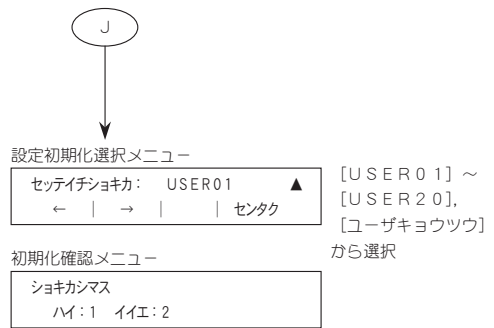 J
設定初期化選択メニュー
セッテイチショキカ： USER01 ▲
← | → | | センタク
[ＵＳＥＲ０１]～
[ＵＳＥＲ２０],
[ユーザキョウツウ]
から選択
初期化確認メニュー
ショキカシマス
ハイ：1 イイエ：2